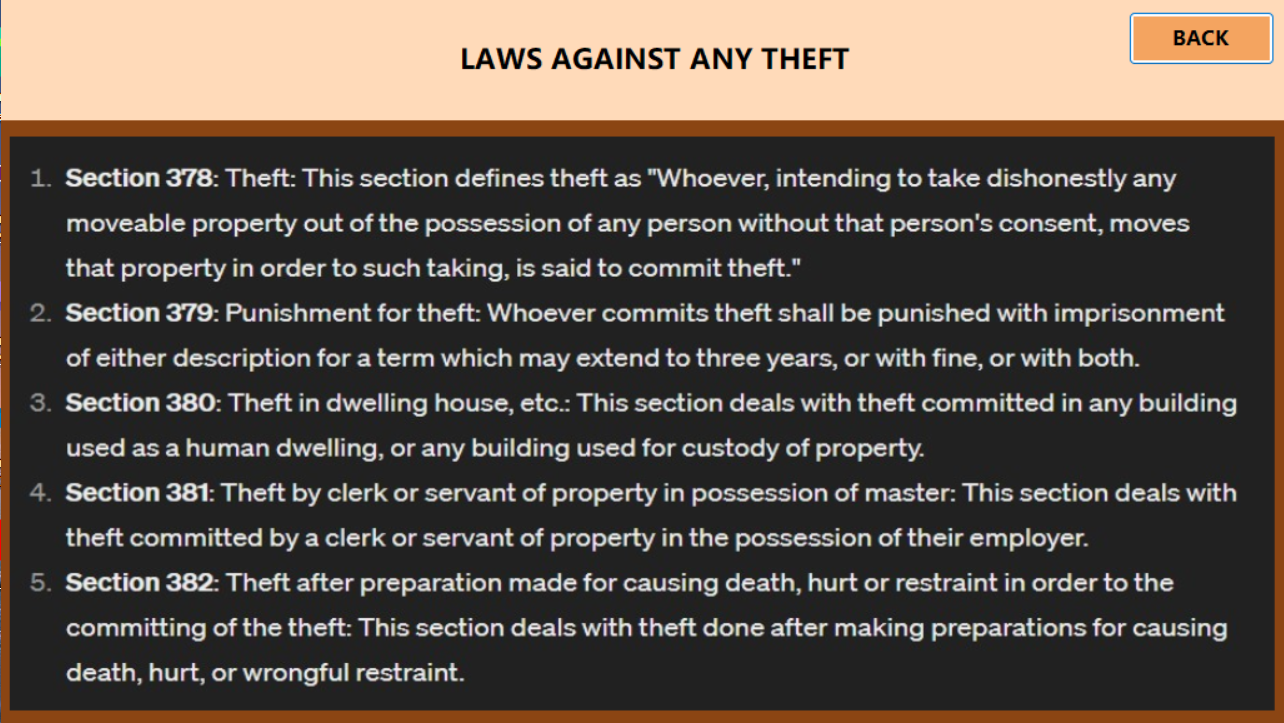 LAWS AGAINST ANY THEFT
BACK
1. Section 378: Theft: This section defines theft as "Whoever, intending to take dishonestly any
moveable property out of the possession of any person without that person's consent, moves
that property in order to such taking, is said to commit theft."
2. Section 379: Punishment for theft: Whoever commits theft shall be punished with imprisonment
of either description for a term which may extend to three years, or with fine, or with both.
3. Section 380: Theft in dwelling house, etc.: This section deals with theft committed in any building
used as a human dwelling, or any building used for custody of property.
4. Section 381: Theft by clerk or servant of property in possession of master: This section deals with
theft committed by a clerk or servant of property in the possession of their employer.
5. Section 382: Theft after preparation made for causing death, hurt or restraint in order to the
committing of the theft: This section deals with theft done after making preparations for causing
death, hurt, or wrongful restraint.